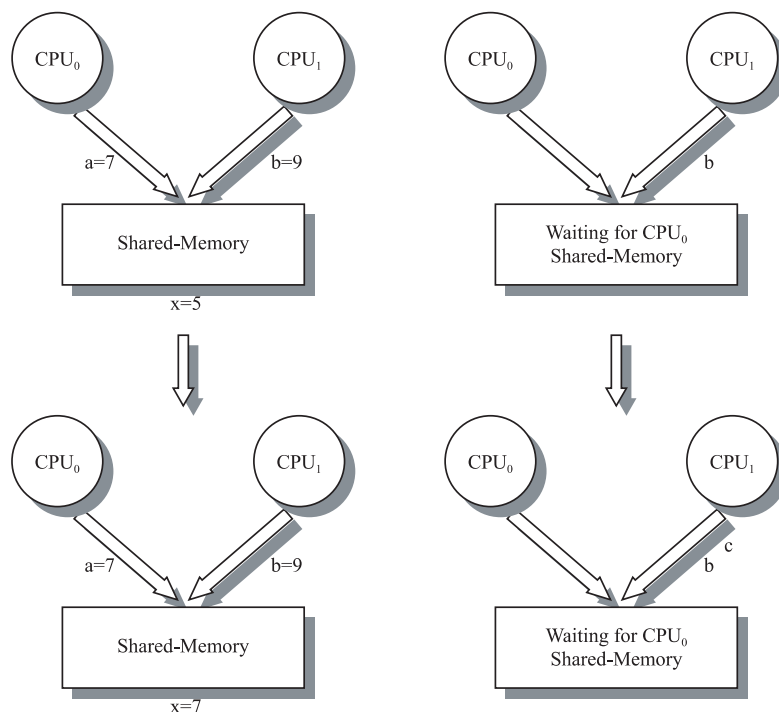 CPU₀
CPU₁
CPU₀
CPU₁
a=7
b=9
b
Shared-Memory
Waiting for CPU₀
Shared-Memory
x=5
CPU₀
CPU₁
CPU₀
CPU₁
a=7
b=9
c
b
Shared-Memory
Waiting for CPU₀
Shared-Memory
x=7